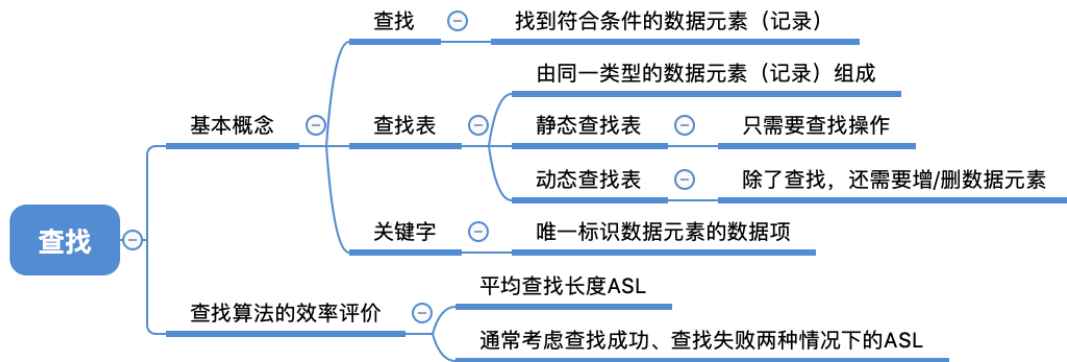 查找
找到符合条件的数据元素（记录）
由同一类型的数据元素（记录）组成
基本概念
查找表
静态查找表
只需要查找操作
动态查找表
除了查找，还需要增/删数据元素
查找
关键字
唯一标识数据元素的数据项
平均查找长度ASL
查找算法的效率评价
通常考虑查找成功、查找失败两种情况下的ASL